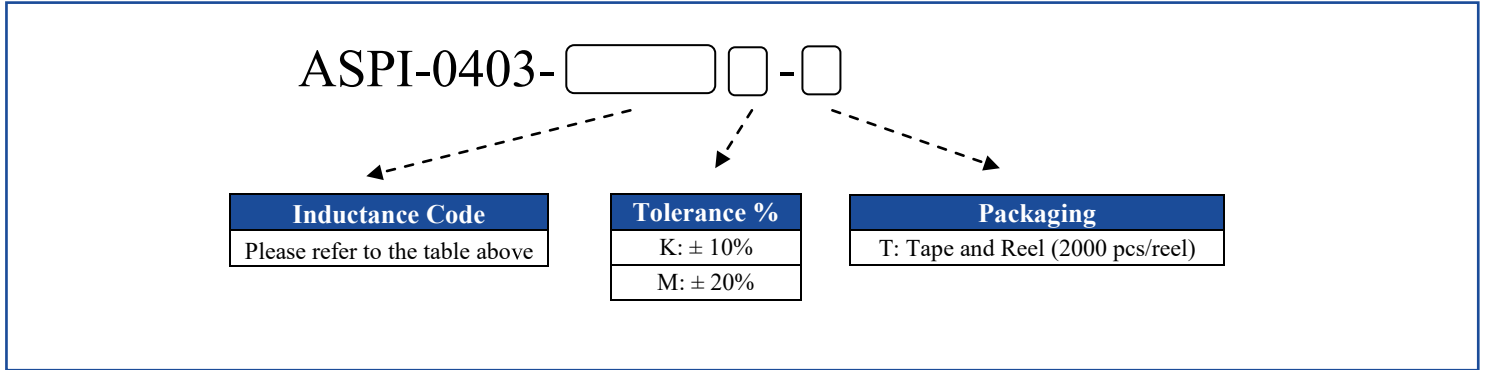 ASPI-0403- -
Inductance Code
Please refer to the table above
Tolerance %
K: ± 10%
M: ± 20%
Packaging
T: Tape and Reel (2000 pcs/reel)